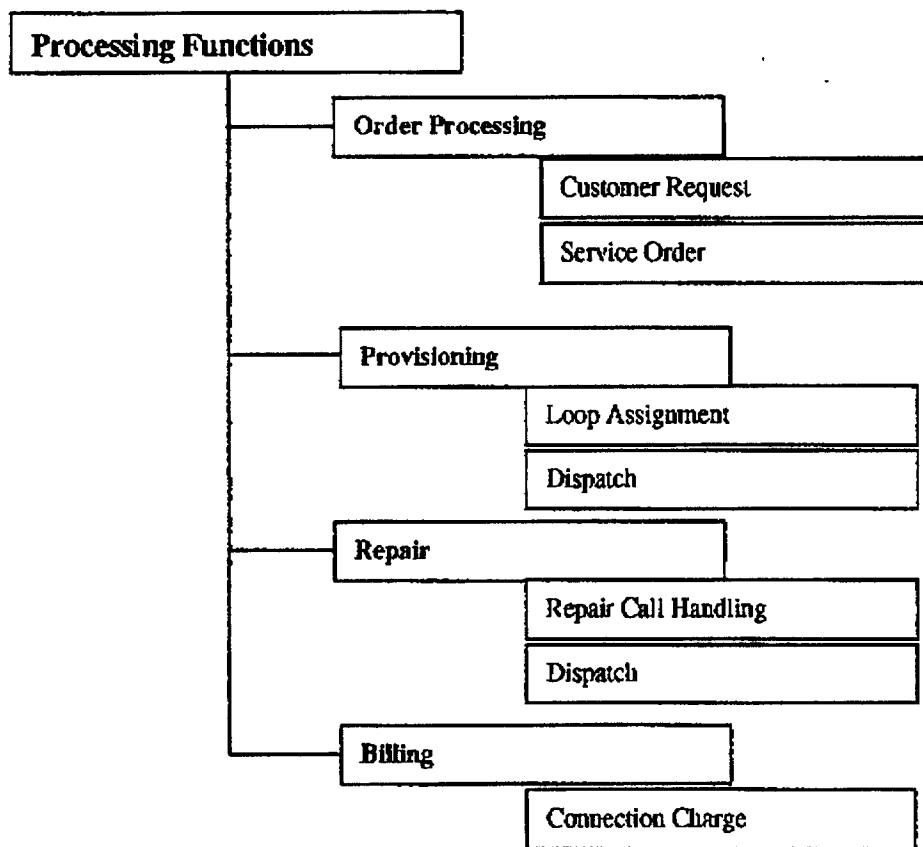 Processing Functions
Order Processing
Customer Request
Service Order
Provisioning
Loop Assignment
Dispatch
Repair
Repair Call Handling
Dispatch
Billing
Connection Charge